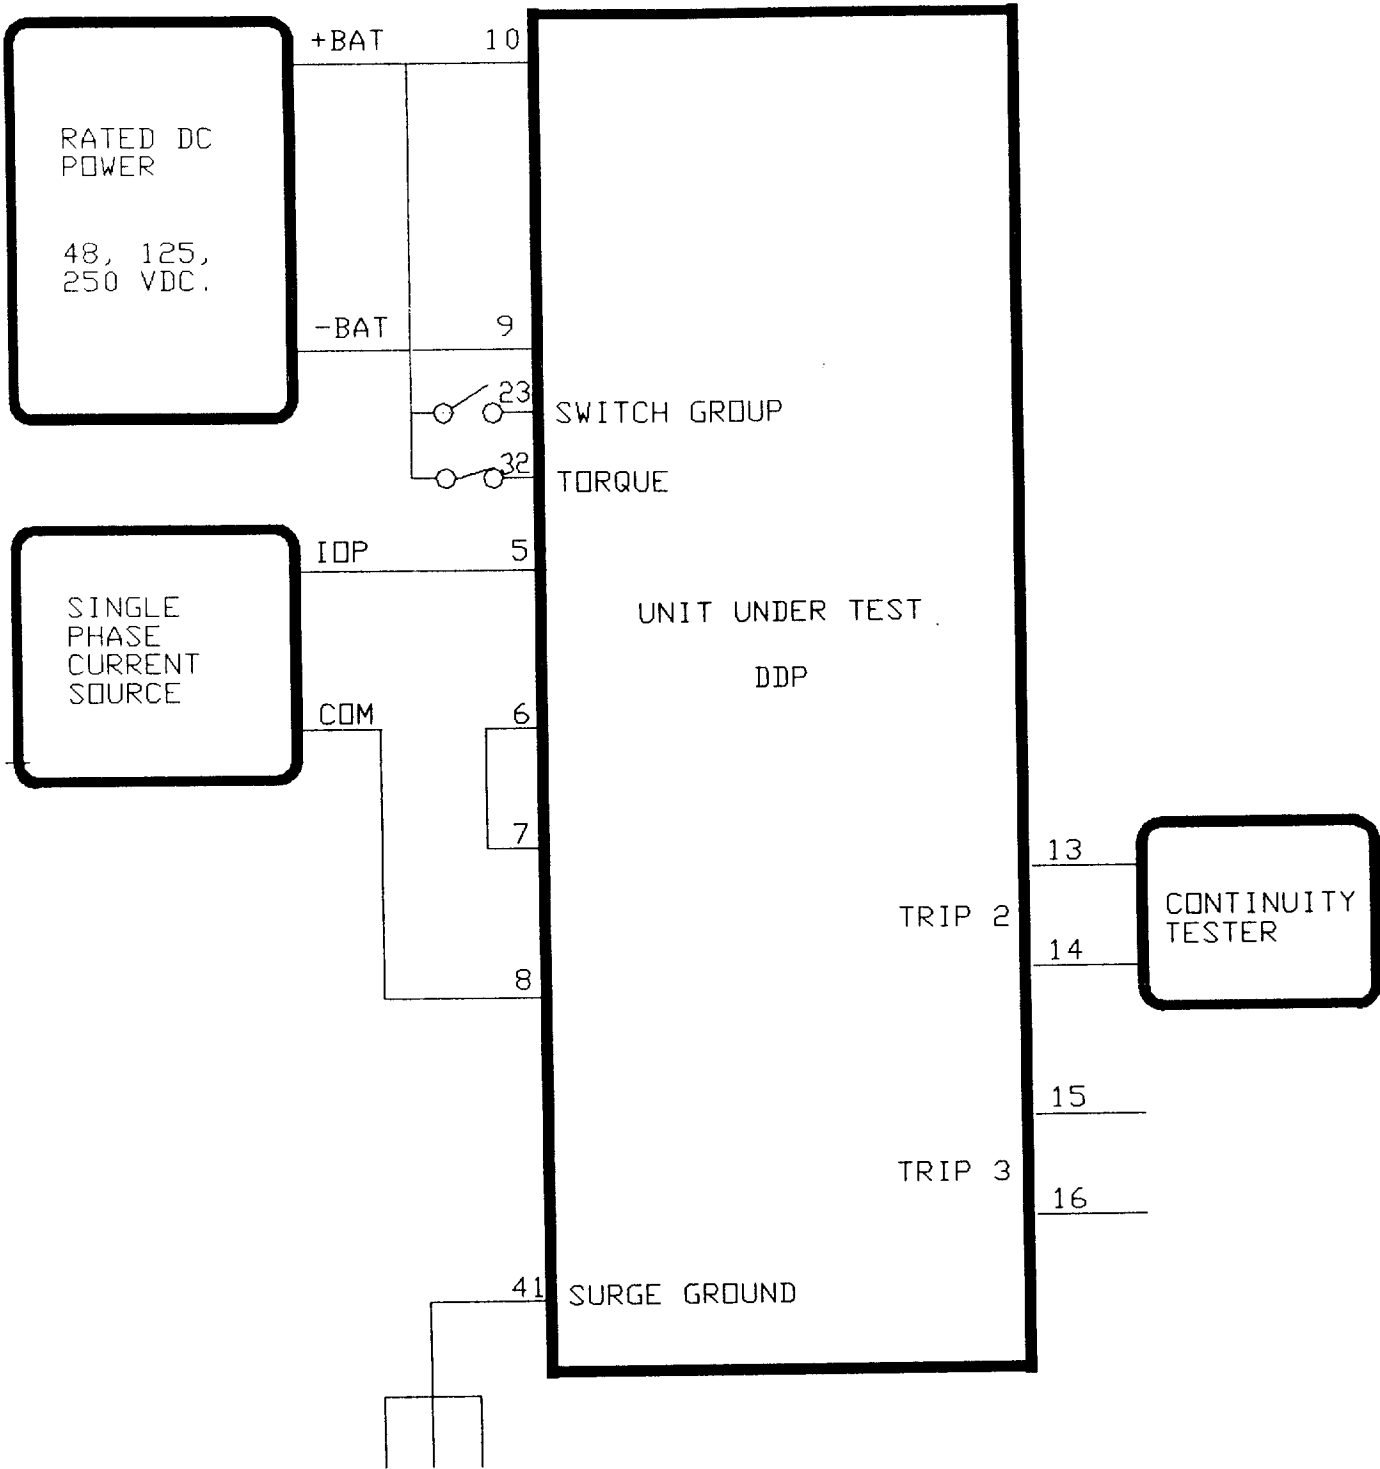 +BAT 10
RATED DC
POWER
48, 125,
250 VDC.
-BAT 9
23
SWITCH GROUP
32
TORQUE
IOP 5
SINGLE
PHASE
CURRENT
SOURCE
UNIT UNDER TEST
DDP
COM 6
7
13
CONTINUITY
TESTER
TRIP 2
14
8
15
TRIP 3
16
41 SURGE GROUND